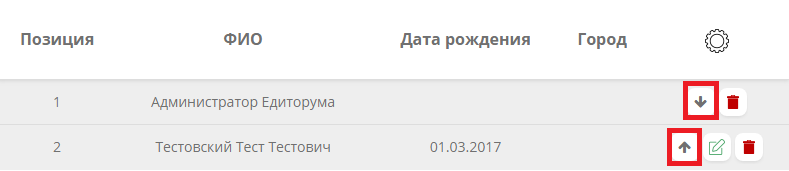 Позиция ФИО Дата рождения Город
1 Администратор Едиторума
2 Тестовский Тест Тестович 01.03.2017